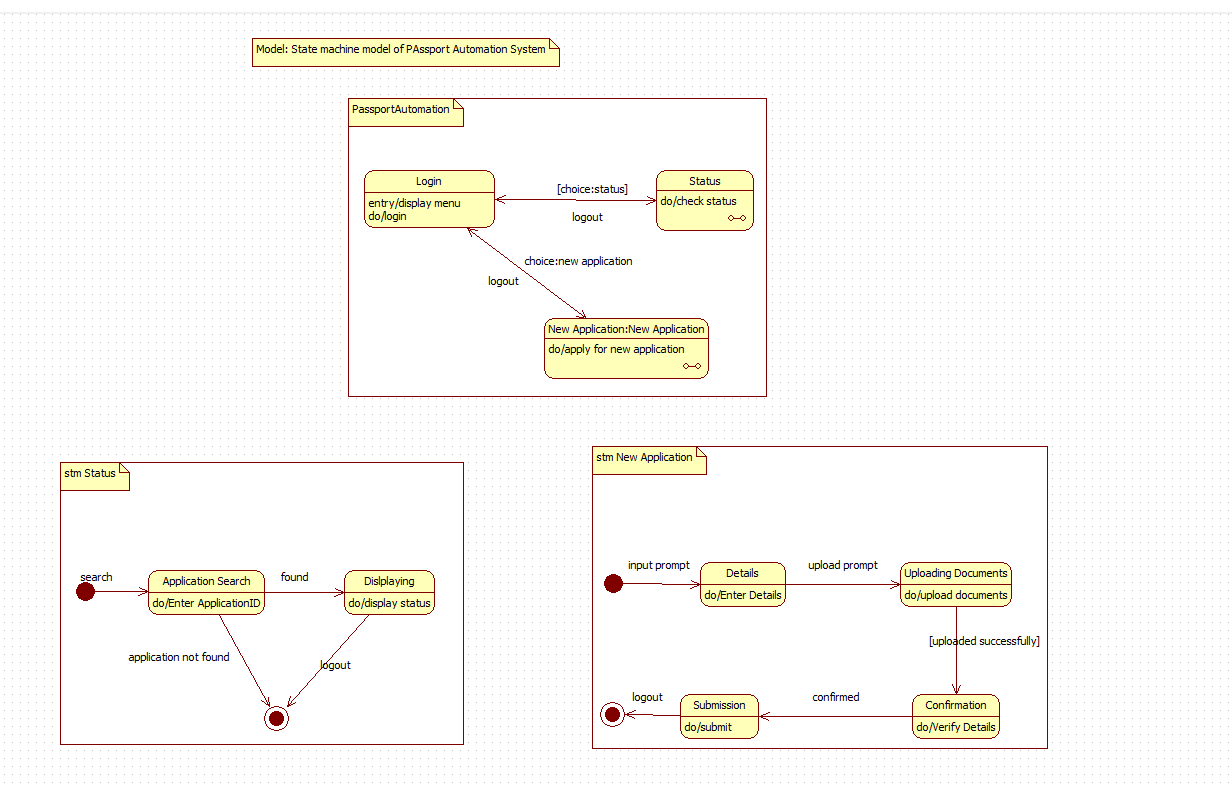 Model: State machine model of PAssport Automation System
PassportAutomation
Login
entry/display menu
do/login
[choice:status]
logout
Status
do/check status
choice:new application
logout
New Application:New Application
do/apply for new application
stm Status
search
Application Search
do/Enter ApplicationID
found
Dislplaying
do/display status
application not found
logout
stm New Application
input prompt
Details
do/Enter Details
upload prompt
Uploading Documents
do/upload documents
[uploaded successfully]
logout
Submission
do/submit
confirmed
Confirmation
do/Verify Details